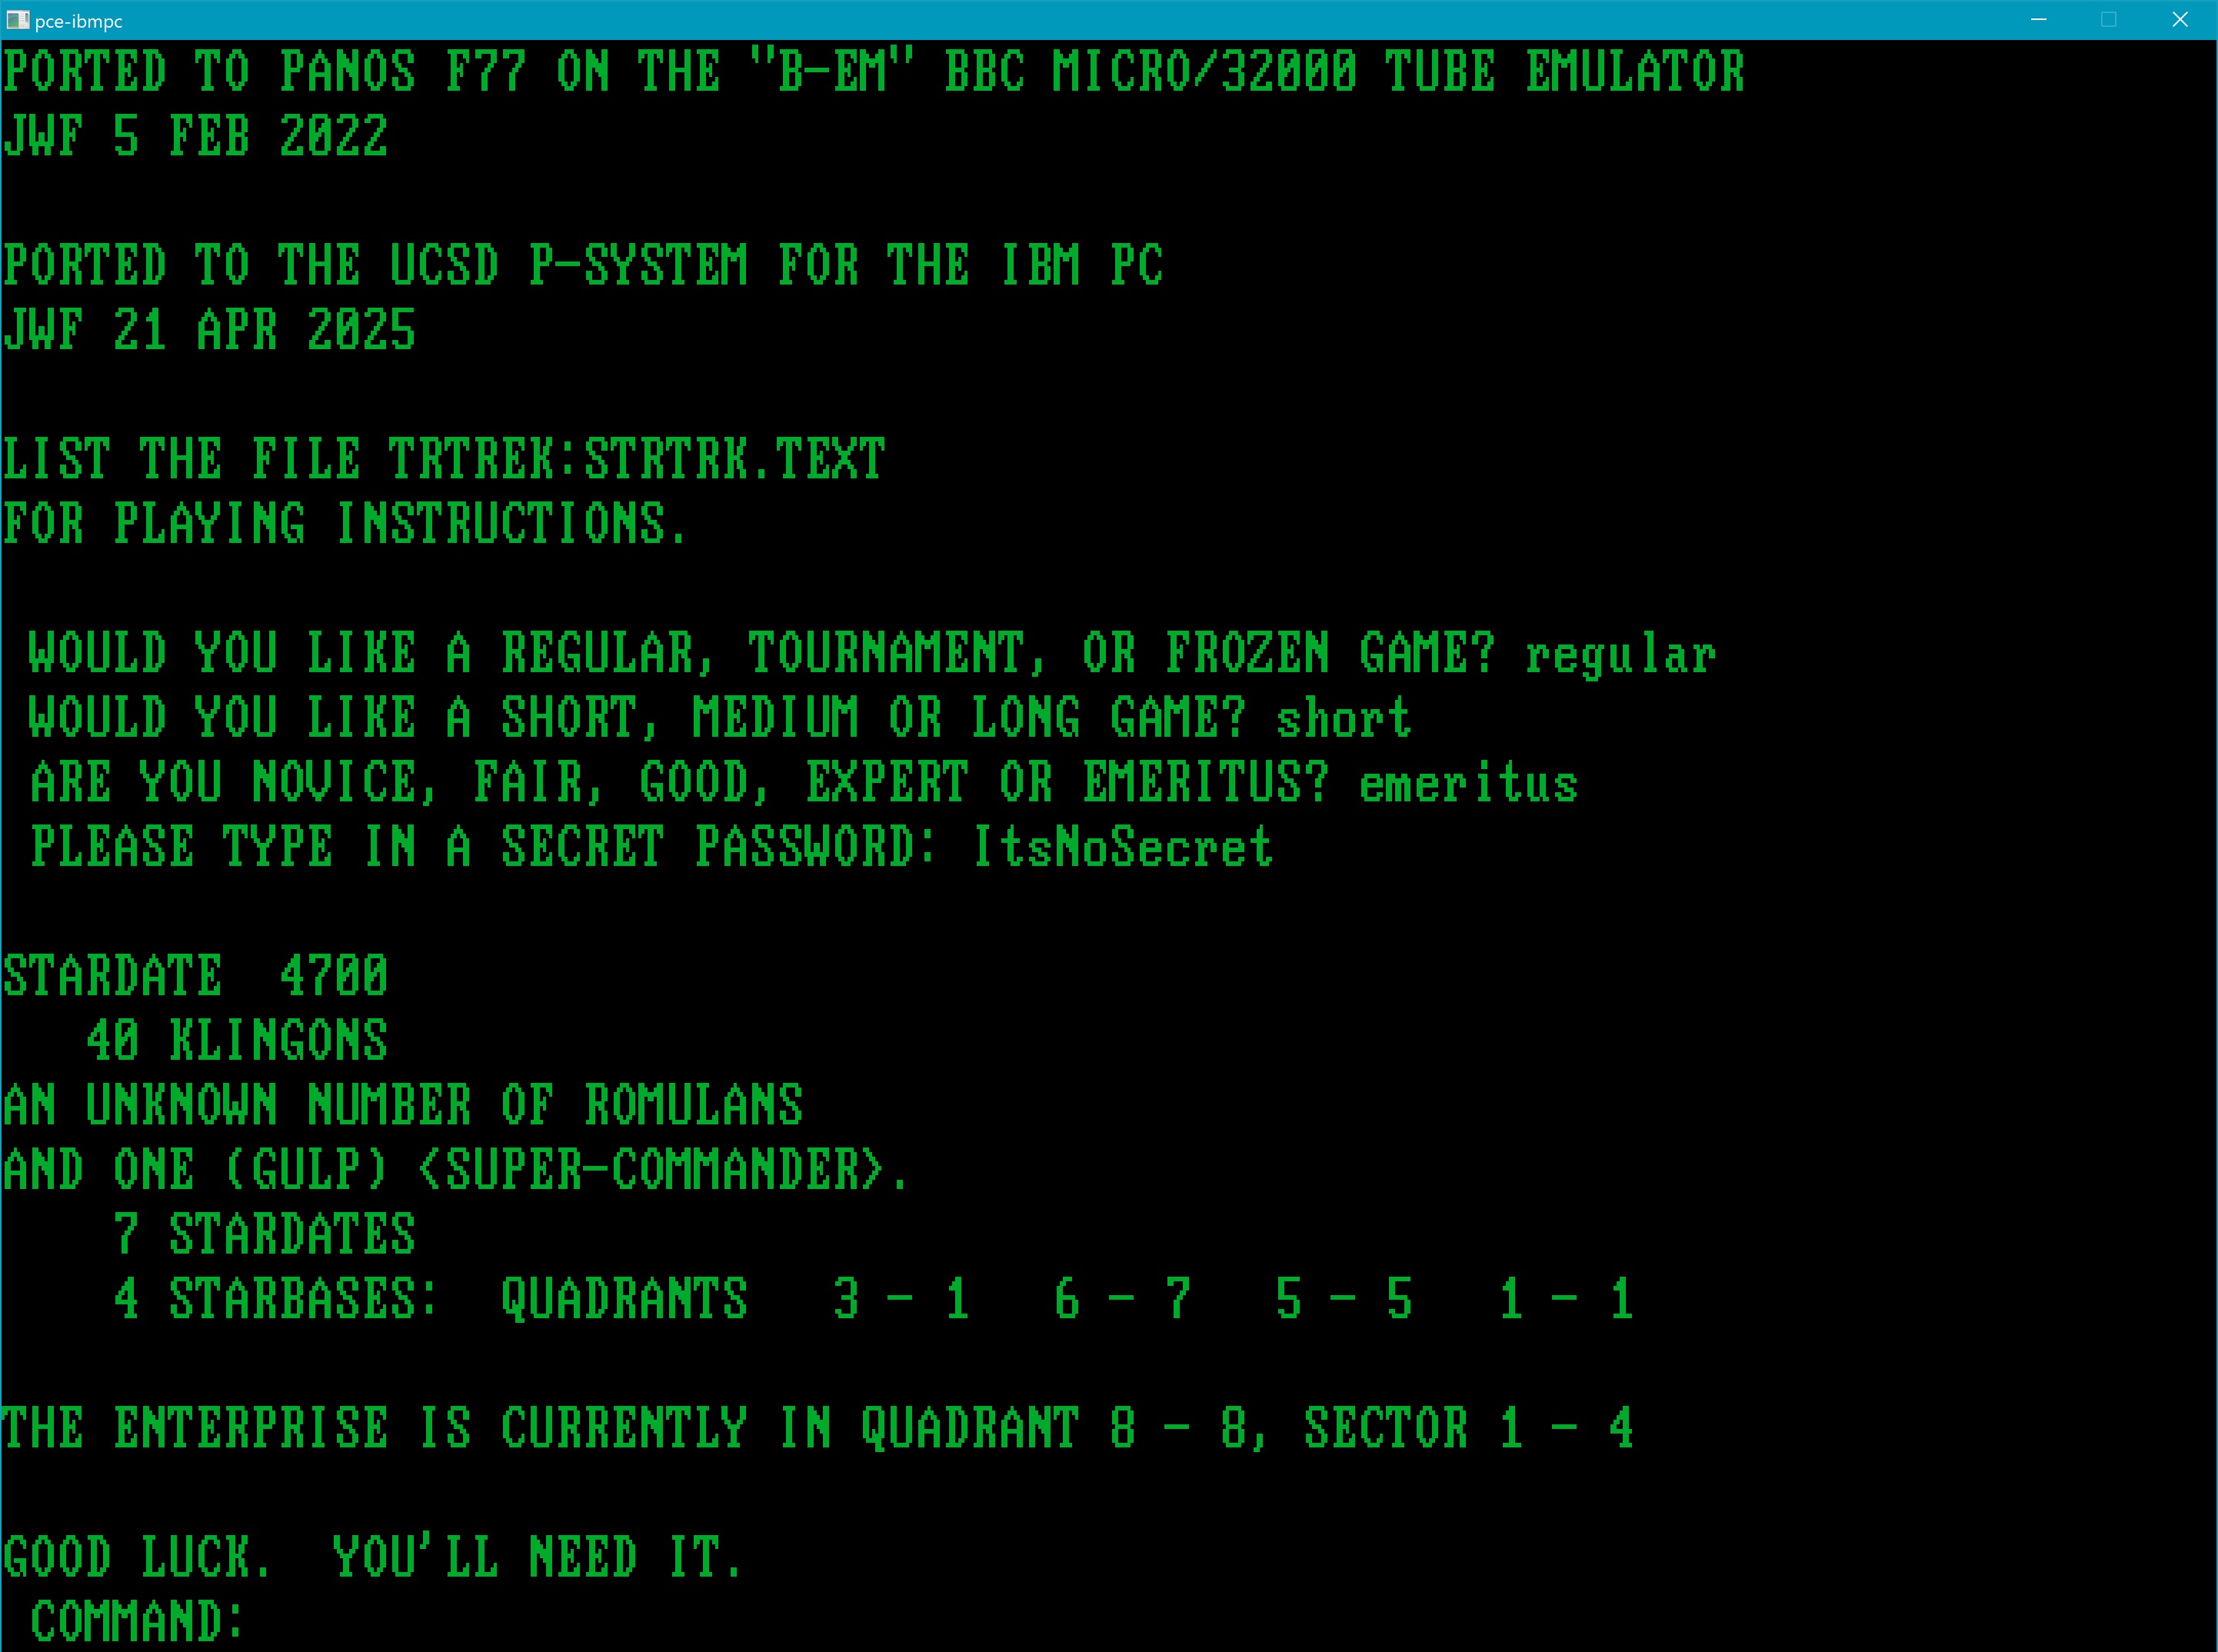 pce-ibmpc
PORTED TO PANOS F77 ON THE "B-EM" BBC MICRO/32000 TUBE EMULATOR
JWF 5 FEB 2022
PORTED TO THE UCSD P-SYSTEM FOR THE IBM PC
JWF 21 APR 2025
LIST THE FILE TRTREK:STRTRK.TEXT
FOR PLAYING INSTRUCTIONS.
WOULD YOU LIKE A REGULAR, TOURNAMENT, OR FROZEN GAME? regular
WOULD YOU LIKE A SHORT, MEDIUM OR LONG GAME? short
ARE YOU NOVICE, FAIR, GOOD, EXPERT OR EMERITUS? emeritus
PLEASE TYPE IN A SECRET PASSWORD: ItsNoSecret
STARDATE  4700
40 KLINGONS
AN UNKNOWN NUMBER OF ROMULANS
AND ONE (GULP) <SUPER-COMMANDER>.
7 STARDATES
4 STARBASES:  QUADRANTS   3 - 1   6 - 7   5 - 5   1 - 1
THE ENTERPRISE IS CURRENTLY IN QUADRANT 8 - 8, SECTOR 1 - 4
GOOD LUCK.  YOU'LL NEED IT.
COMMAND: